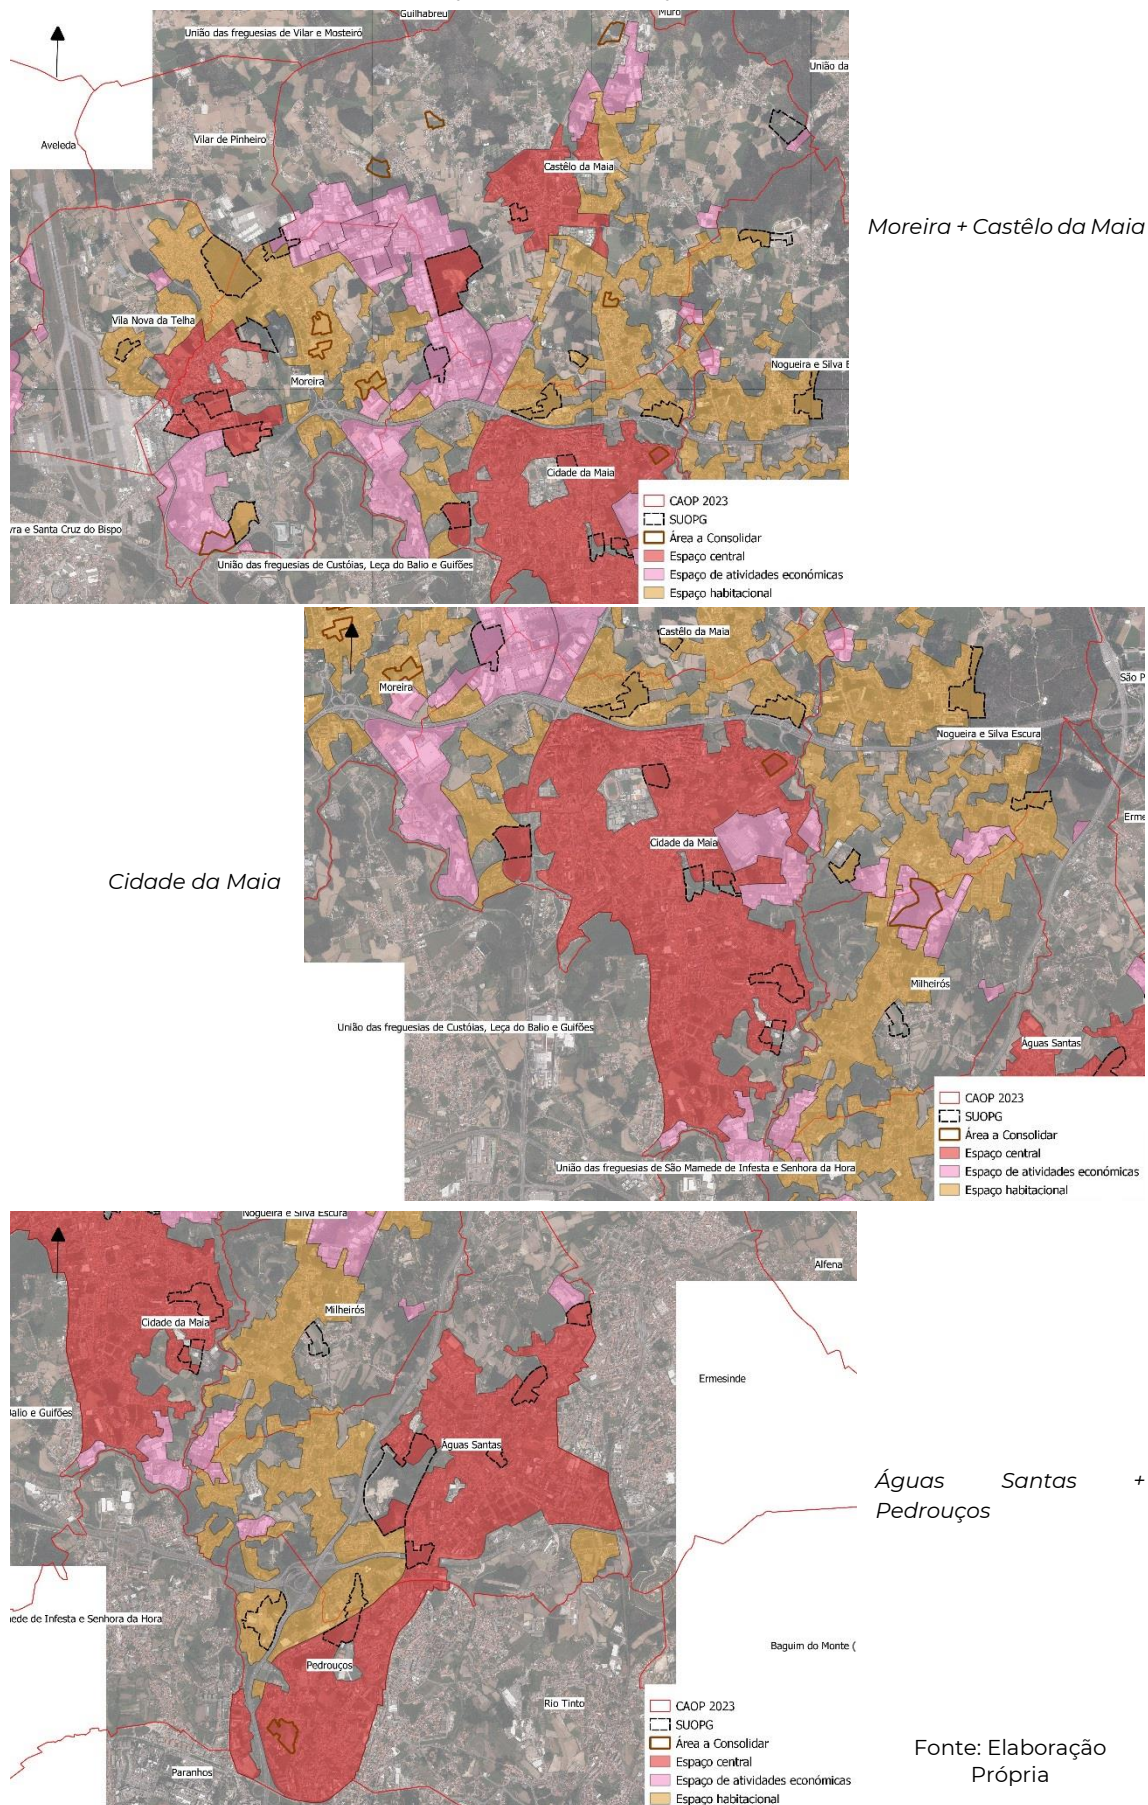 Guilhabreu
Muro
União das freguesias de Vilar e Mosteiró
União da
Aveleda
Vilar de Pinheiro
Castêlo da Maia
Moreira + Castêlo da Maia
Vila Nova da Telha
Nogueira e Silva E
Moreira
Cidade da Maia
vra e Santa Cruz do Bispo
União das freguesias de Custóias, Leça do Balio e Guifões
CAOP 2023
SUOPG
Área a Consolidar
Espaço central
Espaço de atividades económicas
Espaço habitacional
Castêlo da Maia
Moreira
São P
Nogueira e Silva Escura
Erme
Cidade da Maia
Cidade da Maia
Milheirós
União das freguesias de Custóias, Leça do Balio e Guifões
Águas Santas
União das freguesias de São Mamede de Infesta e Senhora da Hora
CAOP 2023
SUOPG
Área a Consolidar
Espaço central
Espaço de atividades económicas
Espaço habitacional
Nogueira e Silva Escura
Alfena
Milheirós
Cidade da Maia
Ermesinde
Balio e Guifões
Águas Santas
Águas Santas +
Pedrouços
mede de Infesta e Senhora da Hora
Baguim do Monte (
Pedrouços
Rio Tinto
Paranhos
CAOP 2023
SUOPG
Área a Consolidar
Espaço central
Espaço de atividades económicas
Espaço habitacional
Fonte: Elaboração
Própria